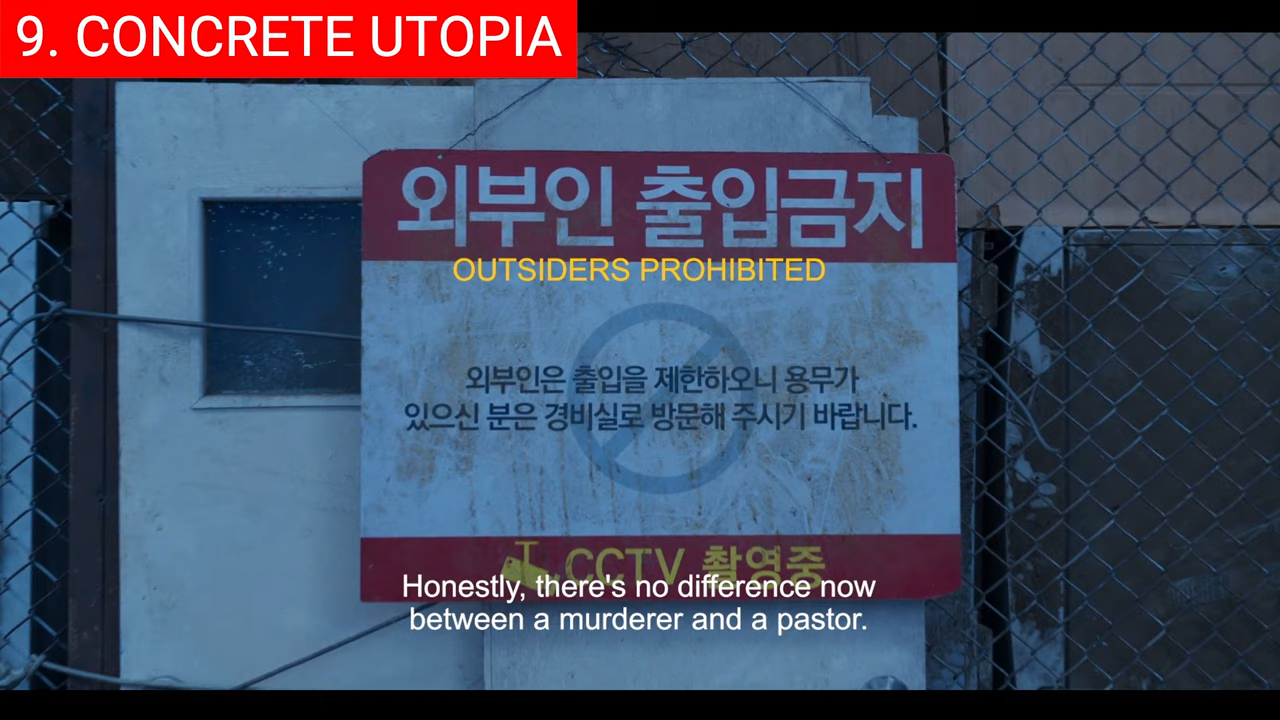 9. CONCRETE UTOPIA
외부인 출입금지
OUTSIDERS PROHIBITED
외부인은 출입을 제한하오니 용무가
있으신 분은 경비실로 방문해 주시기 바랍니다.
CCTV 촬영중
Honestly, there's no difference now
between a murderer and a pastor.